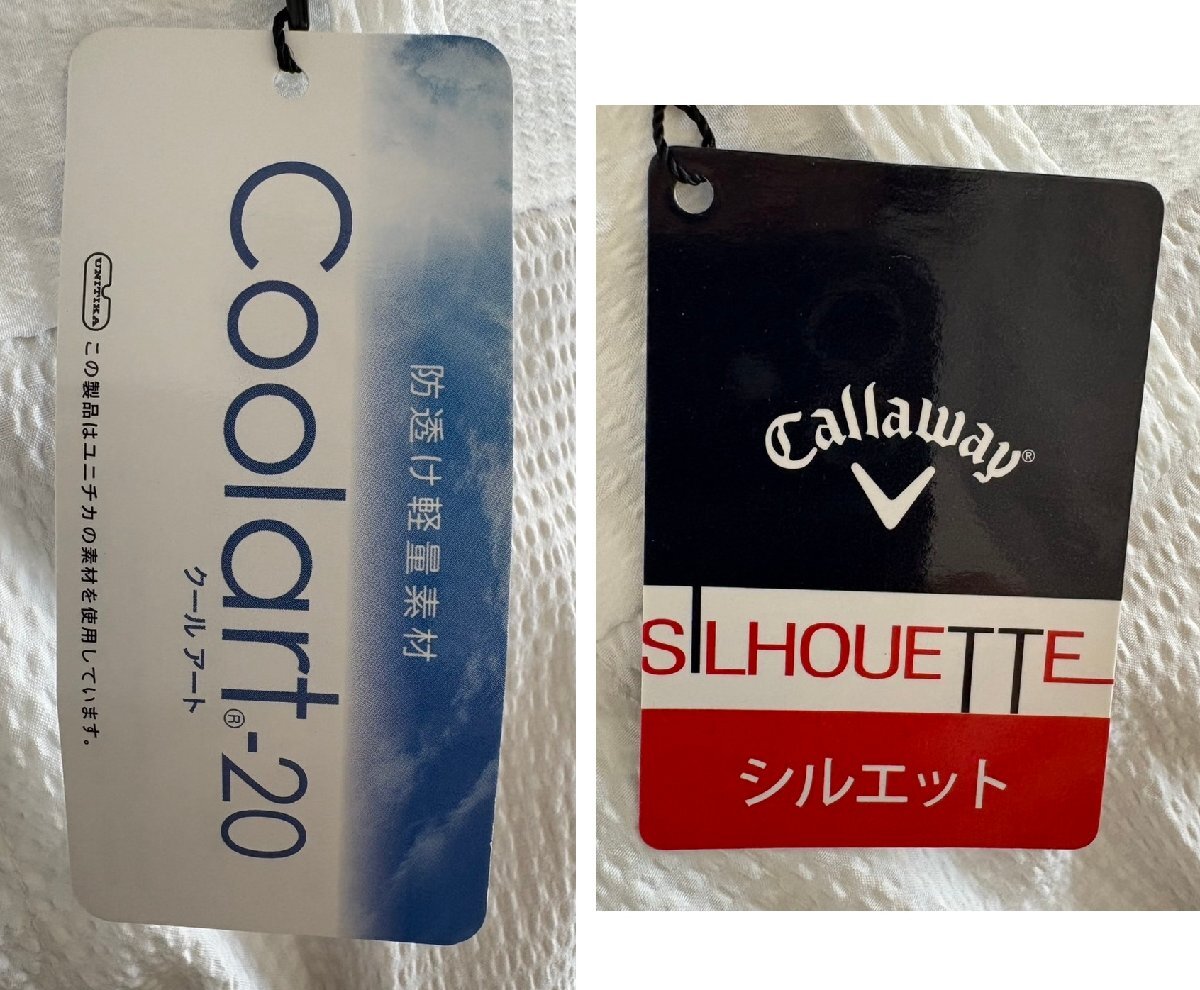 防透け軽量素材
Coolart®-20
クールアート
UNITIKA この製品はユニチカの素材を使用しています。
Callaway®
SILHOUETTE
シルエット